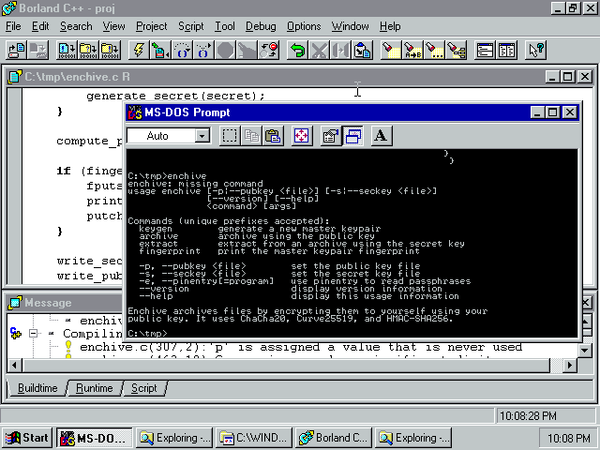 Borland C++ - proj
File Edit Search View Project Script Tool Debug Options Window Help
C:\tmp\enchive.c R
generate_secret(secret);
}
compute_p
if (finge
fputs
print
putch
}
write_sec
write_pub
MS-DOS Prompt
Auto
A
}
}
C:\tmp>enchive
enchive: missing command
usage enchive [-p|--pubkey <file>] [-s|--seckey <file>]
[--version] [--help]
<command> [args]
Commands (unique prefixes accepted):
keygen generate a new master keypair
archive archive using the public key
extract extract from an archive using the secret key
fingerprint print the master keypair fingerprint
-p, --pubkey <file> set the public key file
-s, --seckey <file> set the secret key file
-e, --pinentry[=program] use pinentry to read passphrases
--version display version information
--help display this usage information
Enchive archives files by encrypting them to yourself using your
public key. It uses ChaCha20, Curve25519, and HMAC-SHA256.
C:\tmp>
Message
enchiv
Compilin
enchive.c(307,2):'p' is assigned a value that is never used
Buildtime Runtime Script
10:08:28 PM
Start MS-DO... Exploring -... C:\WIND... Borland C... Exploring -... 10:08 PM